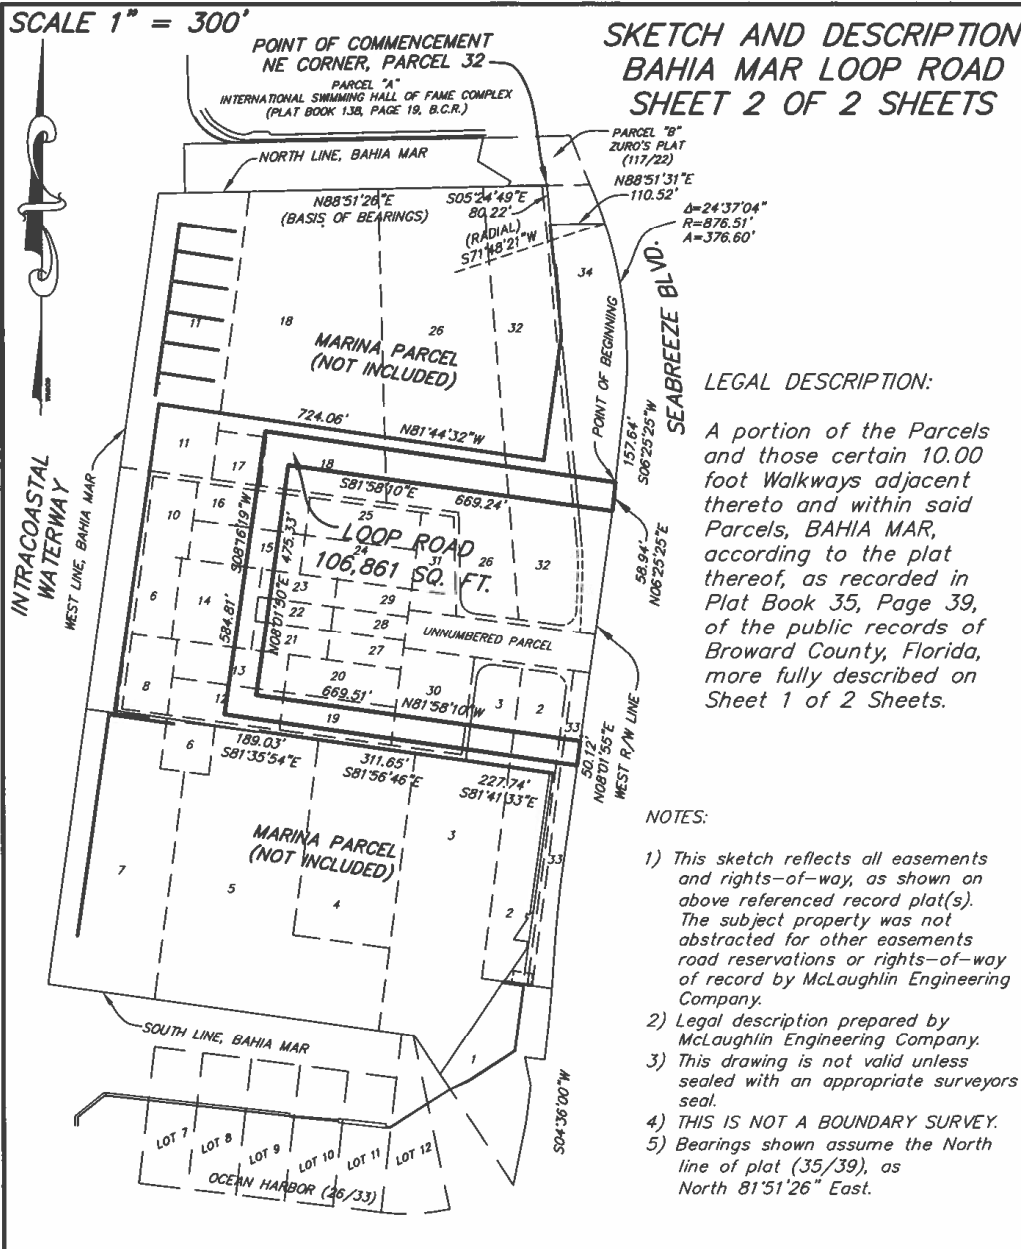 SCALE 1" = 300'
SKETCH AND DESCRIPTION
BAHIA MAR LOOP ROAD
SHEET 2 OF 2 SHEETS
POINT OF COMMENCEMENT
NE CORNER, PARCEL 32
PARCEL "A"
INTERNATIONAL SWIMMING HALL OF FAME COMPLEX
(PLAT BOOK 138, PAGE 19, B.C.R.)
NORTH LINE, BAHIA MAR
PARCEL "B"
ZURO'S PLAT
(117/22)
N88°51'26"E
(BASIS OF BEARINGS)
S05°24'49"E
80.22'
(RADIAL)
S71°48'21"W
N88°51'31"E
110.52'
Δ=24°37'04"
R=876.51'
A=376.60'
34
SEABREEZE BLVD.
POINT OF BEGINNING
11
18
26
32
MARINA PARCEL
(NOT INCLUDED)
157.64'
S06°25'25"W
724.06'
N81°44'32"W
11
17
18
S81°58'10"E
669.24'
58.94'
N06°25'25"E
INTRACOASTAL
WATERWAY
WEST LINE, BAHIA MAR
10
16
S08°16'19"W
584.81'
475.33'
N08°01'50"E
25
LOOP ROAD
24
106,861 SQ. FT.
15
31
26
32
6
14
23
22
21
29
28
27
UNNUMBERED PARCEL
13
20
8
12
669.51'
30
N81°58'10"W
19
3
2
33
50.12'
N08°01'55"E
WEST R/W LINE
6
189.03'
S81°35'54"E
311.65'
S81°56'46"E
227.74'
S81°41'33"E
MARINA PARCEL
(NOT INCLUDED)
3
33
7
5
4
2
SOUTH LINE, BAHIA MAR
1
S04°36'00"W
LOT 7
LOT 8
LOT 9
LOT 10
LOT 11
LOT 12
OCEAN HARBOR (26/33)
LEGAL DESCRIPTION:
A portion of the Parcels
and those certain 10.00
foot Walkways adjacent
thereto and within said
Parcels, BAHIA MAR,
according to the plat
thereof, as recorded in
Plat Book 35, Page 39,
of the public records of
Broward County, Florida,
more fully described on
Sheet 1 of 2 Sheets.
NOTES:
1) This sketch reflects all easements
and rights-of-way, as shown on
above referenced record plat(s).
The subject property was not
abstracted for other easements
road reservations or rights-of-way
of record by McLaughlin Engineering
Company.
2) Legal description prepared by
McLaughlin Engineering Company.
3) This drawing is not valid unless
sealed with an appropriate surveyors
seal.
4) THIS IS NOT A BOUNDARY SURVEY.
5) Bearings shown assume the North
line of plat (35/39), as
North 81°51'26" East.